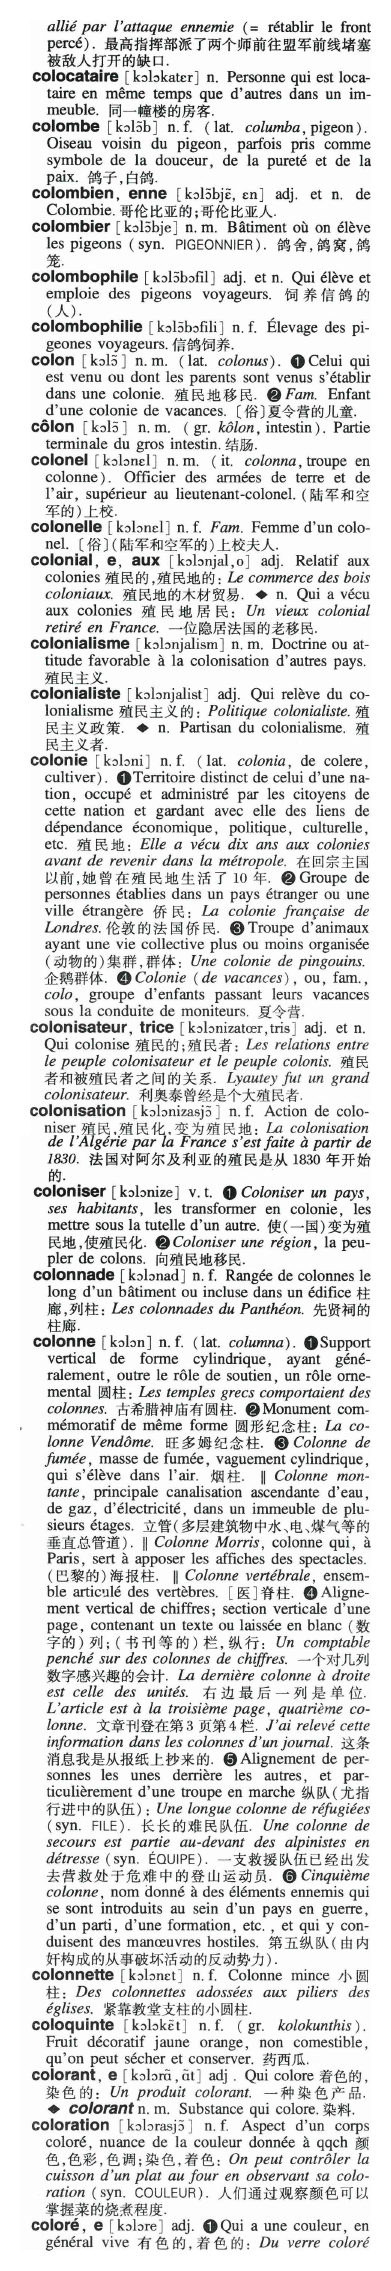 allié par l'attaque ennemie (= rétablir le front
percé). 最高指挥部派了两个师前往盟军前线堵塞
被敌人打开的缺口.
colocataire [kɔlɔkater] n. Personne qui est loca-
taire en même temps que d'autres dans un im-
meuble. 同一幢楼的房客.
colombe [kɔlɔ̃b] n. f. (lat. columba, pigeon).
Oiseau voisin du pigeon, parfois pris comme
symbole de la douceur, de la pureté et de la
paix. 鸽子,白鸽.
colombien, enne [kɔlɔ̃bjɛ̃, ɛn] adj. et n. de
Colombie. 哥伦比亚的;哥伦比亚人.
colombier [kɔlɔ̃bje] n. m. Bâtiment où on élève
les pigeons (syn. PIGEONNIER). 鸽舍,鸽窝,鸽
笼.
colombophile [kɔlɔ̃bɔfil] adj. et n. Qui élève et
emploie des pigeons voyageurs. 饲养信鸽的
(人).
colombophilie [kɔlɔ̃bɔfili] n. f. Élevage des pi-
geones voyageurs. 信鸽饲养.
colon [kɔlɔ̃] n. m. (lat. colonus). ❶Celui qui
est venu ou dont les parents sont venus s'établir
dans une colonie. 殖民地移民. ❷ Fam. Enfant
d'une colonie de vacances. 〔俗〕夏令营的儿童.
côlon [kɔlɔ̃] n. m. (gr. kôlon, intestin). Partie
terminale du gros intestin. 结肠.
colonel [kɔlɔnɛl] n. m. (it. colonna, troupe en
colonne). Officier des armées de terre et de
l'air, supérieur au lieutenant-colonel. (陆军和空
军的)上校.
colonelle [kɔlɔnɛl] n. f. Fam. Femme d'un colo-
nel. 〔俗〕(陆军和空军的)上校夫人.
colonial, e, aux [kɔlɔnjal,o] adj. Relatif aux
colonies 殖民的,殖民地的: Le commerce des bois
coloniaux. 殖民地的木材贸易. ◆ n. Qui a vécu
aux colonies 殖民地居民: Un vieux colonial
retiré en France. 一位隐居法国的老移民.
colonialisme [kɔlɔnjalism] n. m. Doctrine ou at-
titude favorable à la colonisation d'autres pays.
殖民主义.
colonialiste [kɔlɔnjalist] adj. Qui relève du co-
lonialisme 殖民主义的: Politique colonialiste. 殖
民主义政策. ◆ n. Partisan du colonialisme. 殖
民主义者.
colonie [kɔlɔni] n. f. (lat. colonia, de colere,
cultiver). ❶Territoire distinct de celui d'une na-
tion, occupé et administré par les citoyens de
cette nation et gardant avec elle des liens de
dépendance économique, politique, culturelle,
etc. 殖民地: Elle a vécu dix ans aux colonies
avant de revenir dans la métropole. 在回宗主国
以前,她曾在殖民地生活了 10 年. ❷ Groupe de
personnes établies dans un pays étranger ou une
ville étrangère 侨民: La colonie française de
Londres. 伦敦的法国侨民. ❸ Troupe d'animaux
ayant une vie collective plus ou moins organisée
(动物的)集群,群体: Une colonie de pingouins.
企鹅群体. ❹ Colonie (de vacances), ou, fam.,
colo, groupe d'enfants passant leurs vacances
sous la conduite de moniteurs. 夏令营.
colonisateur, trice [kɔlɔnizatœr,tris] adj. et n.
Qui colonise 殖民的;殖民者: Les relations entre
le peuple colonisateur et le peuple colonis. 殖民
者和被殖民者之间的关系. Lyautey fut un grand
colonisateur. 利奥泰曾经是个大殖民者.
colonisation [kɔlɔnizasjɔ̃] n. f. Action de colo-
niser 殖民,殖民化,变为殖民地: La colonisation
de l'Algérie par la France s'est faite à partir de
1830. 法国对阿尔及利亚的殖民是从 1830 年开始
的.
coloniser [kɔlɔnize] v. t. ❶ Coloniser un pays,
ses habitants, les transformer en colonie, les
mettre sous la tutelle d'un autre. 使(一国)变为殖
民地,使殖民化. ❷ Coloniser une région, la peu-
pler de colons. 向殖民地移民.
colonnade [kɔlɔnad] n. f. Rangée de colonnes le
long d'un bâtiment ou incluse dans un édifice 柱
廊,列柱: Les colonnades du Panthéon. 先贤祠的
柱廊.
colonne [kɔlɔn] n. f. (lat. columna). ❶Support
vertical de forme cylindrique, ayant géné-
ralement, outre le rôle de soutien, un rôle orne-
mental 圆柱: Les temples grecs comportaient des
colonnes. 古希腊神庙有圆柱. ❷ Monument com-
mémoratif de même forme 圆形纪念柱: La co-
lonne Vendôme. 旺多姆纪念柱. ❸ Colonne de
fumée, masse de fumée, vaguement cylindrique,
qui s'élève dans l'air. 烟柱. ‖ Colonne mon-
tante, principale canalisation ascendante d'eau,
de gaz, d'électricité, dans un immeuble de plu-
sieurs étages. 立管(多层建筑物中水、电、煤气等的
垂直总管道). ‖ Colonne Morris, colonne qui, à
Paris, sert à apposer les affiches des spectacles.
(巴黎的)海报柱. ‖ Colonne vertébrale, ensem-
ble articulé des vertèbres. 〔医〕脊柱. ❹ Aligne-
ment vertical de chiffres; section verticale d'une
page, contenant un texte ou laissée en blanc (数
字的)列;(书刊等的)栏,纵行: Un comptable
penché sur des colonnes de chiffres. 一个对几列
数字感兴趣的会计. La dernière colonne à droite
est celle des unités. 右边最后一列是单位.
L'article est à la troisième page, quatrième co-
lonne. 文章刊登在第 3 页第 4 栏. J'ai relevé cette
information dans les colonnes d'un journal. 这条
消息我是从报纸上抄来的. ❺ Alignement de per-
sonnes les unes derrière les autres, et par-
ticulièrement d'une troupe en marche 纵队(尤指
行进中的队伍): Une longue colonne de réfugiées
(syn. FILE). 长长的难民队伍. Une colonne de
secours est partie au-devant des alpinistes en
détresse (syn. ÉQUIPE). 一支救援队伍已经出发
去营救处于危难中的登山运动员. ❻ Cinquième
colonne, nom donné à des éléments ennemis qui
se sont introduits au sein d'un pays en guerre,
d'un parti, d'une formation, etc., et qui y con-
duisent des manœuvres hostiles. 第五纵队(由内
奸构成的从事破坏活动的反动势力).
colonnette [kɔlɔnɛt] n. f. Colonne mince 小圆
柱: Des colonnettes adossées aux piliers des
églises. 紧靠教堂支柱的小圆柱.
coloquinte [kɔlɔkɛ̃t] n. f. (gr. kolokunthis).
Fruit décoratif jaune orange, non comestible,
qu'on peut sécher et conserver. 药西瓜.
colorant, e [kɔlɔrɑ̃, ɑ̃t] adj. Qui colore 着色的,
染色的: Un produit colorant. 一种染色产品.
◆ colorant n. m. Substance qui colore. 染料.
coloration [kɔlɔrasjɔ̃] n. f. Aspect d'un corps
coloré, nuance de la couleur donnée à qqch 颜
色,色彩,色调;染色,着色: On peut contrôler la
cuisson d'un plat au four en observant sa colo-
ration (syn. COULEUR). 人们通过观察颜色可以
掌握菜的烧煮程度.
coloré, e [kɔlɔre] adj. ❶Qui a une couleur, en
général vive 有色的,着色的: Du verre coloré